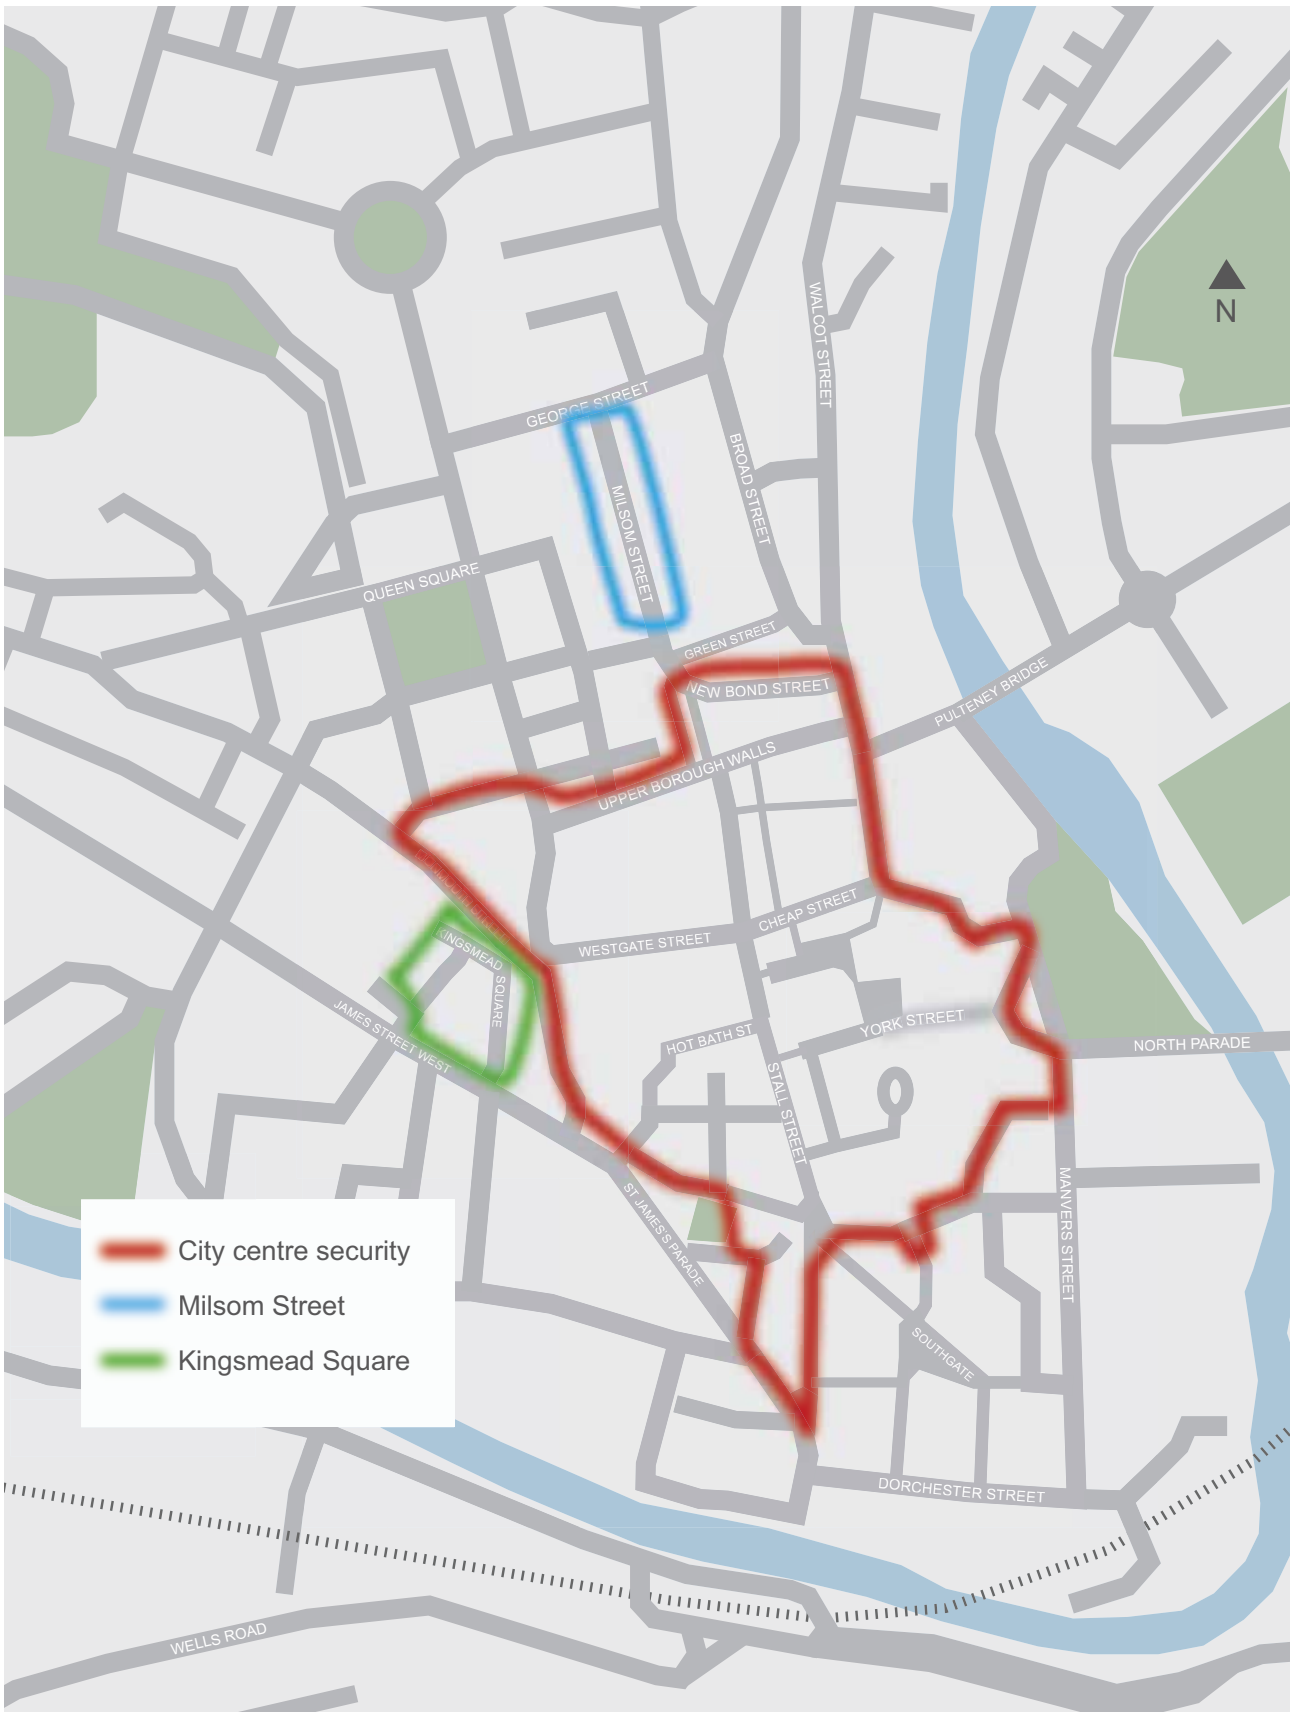 N
WALCOT STREET
GEORGE STREET
BROAD STREET
MILSOM STREET
QUEEN SQUARE
GREEN STREET
NEW BOND STREET
PULTENEY BRIDGE
UPPER BOROUGH WALLS
CHEAP STREET
WESTGATE STREET
KINGSMEAD
SQUARE
JAMES STREET WEST
YORK STREET
HOT BATH ST
NORTH PARADE
STALL STREET
ST JAMES'S PARADE
MANVERS STREET
City centre security
Milsom Street
Kingsmead Square
SOUTHGATE
DORCHESTER STREET
WELLS ROAD